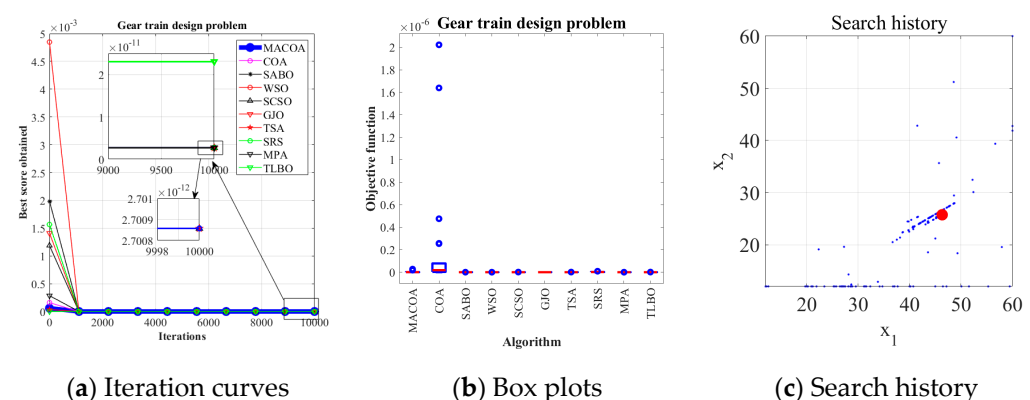 Gear train design problem
×10^-3
5
4.5
4
3.5
3
2.5
2
1.5
1
0.5
0
Best score obtained
0 2000 4000 6000 8000 10000
Iterations
×10^-11
2
1
0
9000 9500 10000
×10^-12
2.701
2.7009
2.7008
9998 10000
MACOA
COA
SABO
WSO
SCSO
GJO
TSA
SRS
MPA
TLBO
(a) Iteration curves
Gear train design problem
×10^-6
2
1.8
1.6
1.4
1.2
1
0.8
0.6
0.4
0.2
0
Objective function
MACOA COA SABO WSO SCSO GJO TSA SRS MPA TLBO
Algorithm
(b) Box plots
Search history
60
50
40
30
20
x_2
20 30 40 50 60
x_1
(c) Search history